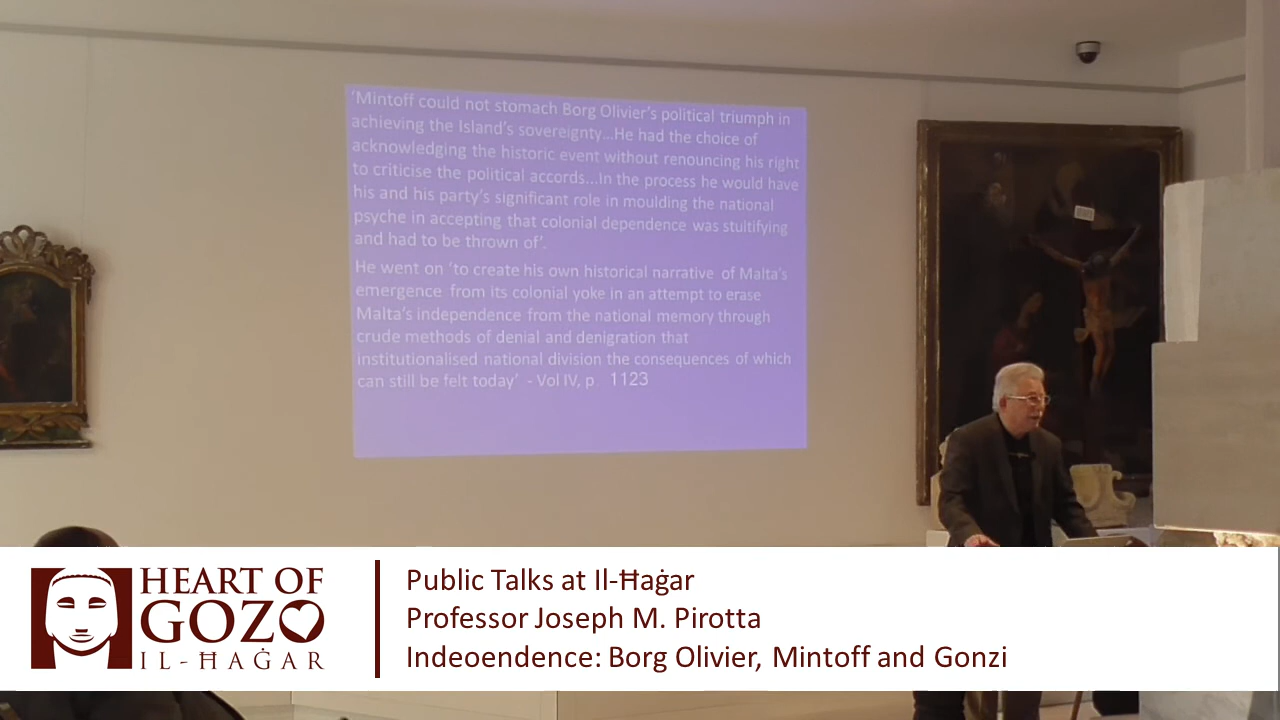 ‘Mintoff could not stomach Borg Olivier’s political triumph in
achieving the Island’s sovereignty...He had the choice of
acknowledging the historic event without renouncing his right
to criticise the political accords...In the process he would have
his and his party’s significant role in moulding the national
psyche in accepting that colonial dependence was stultifying
and had to be thrown of’.
He went on ‘to create his own historical narrative of Malta’s
emergence from its colonial yoke in an attempt to erase
Malta’s independence from the national memory through
crude methods of denial and denigration that
institutionalised national division the consequences of which
can still be felt today’ - Vol IV, p 1123
HEART OF
GOZO
IL-ĦAĠAR
Public Talks at Il-Ħaġar
Professor Joseph M. Pirotta
Indeoendence: Borg Olivier, Mintoff and Gonzi